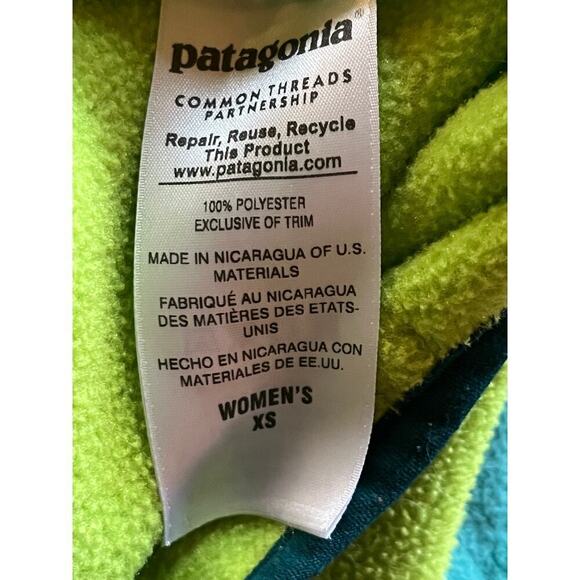 patagonia®
COMMON THREADS
PARTNERSHIP
Repair, Reuse, Recycle
This Product
www.patagonia.com
100% POLYESTER
EXCLUSIVE OF TRIM
MADE IN NICARAGUA OF U.S.
MATERIALS
FABRIQUÉ AU NICARAGUA
DES MATIÈRES DES ETATS-
UNIS
HECHO EN NICARAGUA CON
MATERIALES DE EE.UU.
WOMEN'S
XS